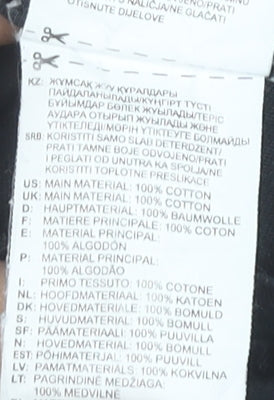 OTISNUTE DIJELOVE
KZ: ЖҰМСАҚ ЖУУ ҚҰРАЛДАРЫ
ПАЙДАЛАНЫЛАДЫ/КҮҢГІРТ ТҮСТІ
БҰЙЫМДАР БӨЛЕК ЖУЫЛАДЫ/ТЕРІС
АУДАРА ОТЫРЫП ЖУЫЛАДЫ ЖӘНЕ
ҮТІКТЕЛЕДІ/МӨРІН ҮТІКТЕУГЕ БОЛМАЙДЫ
SRB: KORISTITI SAMO SLAB DETERDŽENT/
PRATI TAMNE BOJE ODVOJENO/PRATI
I PEGLATI OD UNUTRA KA SPOLJA/NE
KORISTITI TOPLOTNE PRESLIKAČE
US: MAIN MATERIAL: 100% COTTON
UK: MAIN MATERIAL: 100% COTTON
D: HAUPTMATERIAL: 100% BAUMWOLLE
F: MATIERE PRINCIPALE: 100% COTON
E: MATERIAL PRINCIPAL:
100% ALGODÓN
P: MATERIAL PRINCIPAL:
100% ALGODÃO
I: PRIMO TESSUTO: 100% COTONE
NL: HOOFDMATERIAAL: 100% KATOEN
DK: HOVEDMATERIALE: 100% BOMULD
S: HUVUDMATERIAL: 100% BOMULL
SF: PÄÄMATERIAALI: 100% PUUVILLA
N: HOVEDMATERIAL: 100% BOMULL
EST: PÕHIMATERJAL: 100% PUUVILL
LV: PAMATMATERIĀLS: 100% KOKVILNA
LT: PAGRINDINĖ MEDŽIAGA:
100% MEDVILNĖ